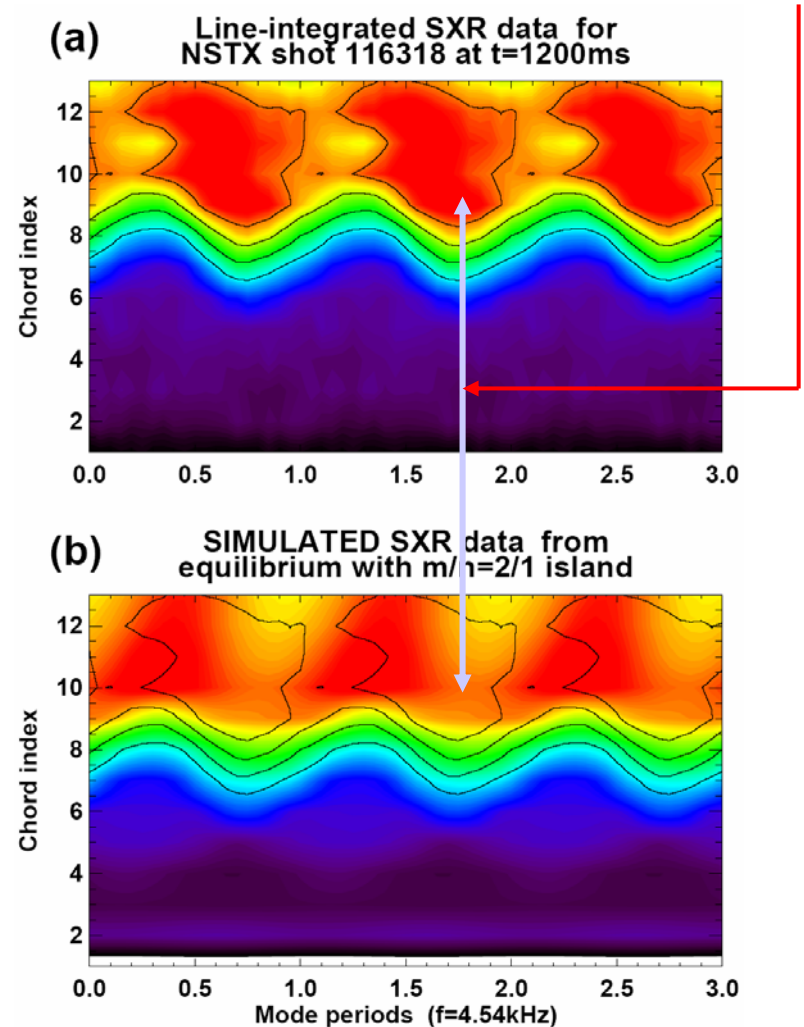 (a)
Line-integrated SXR data for
NSTX shot 116318 at t=1200ms
Chord index
12
10
8
6
4
2
0.0 0.5 1.0 1.5 2.0 2.5 3.0
(b)
SIMULATED SXR data from
equilibrium with m/n=2/1 island
Chord index
12
10
8
6
4
2
0.0 0.5 1.0 1.5 2.0 2.5 3.0
Mode periods (f=4.54kHz)